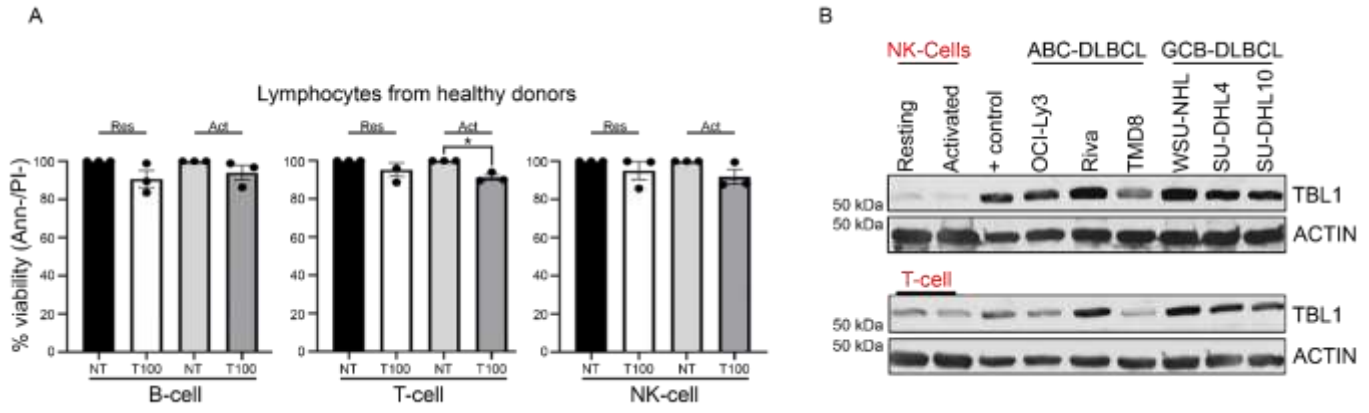 A
Lymphocytes from healthy donors
Res Act Res Act Res Act
*
% viability (Ann-/PI-)
100 100 100
80 80 80
60 60 60
40 40 40
20 20 20
0 0 0
NT T100 NT T100 NT T100 NT T100 NT T100 NT T100
B-cell T-cell NK-cell
B
NK-Cells ABC-DLBCL GCB-DLBCL
Resting Activated + control OCI-Ly3 Riva TMD8 WSU-NHL SU-DHL4 SU-DHL10
50 kDa TBL1
50 kDa ACTIN
T-cell
50 kDa TBL1
50 kDa ACTIN